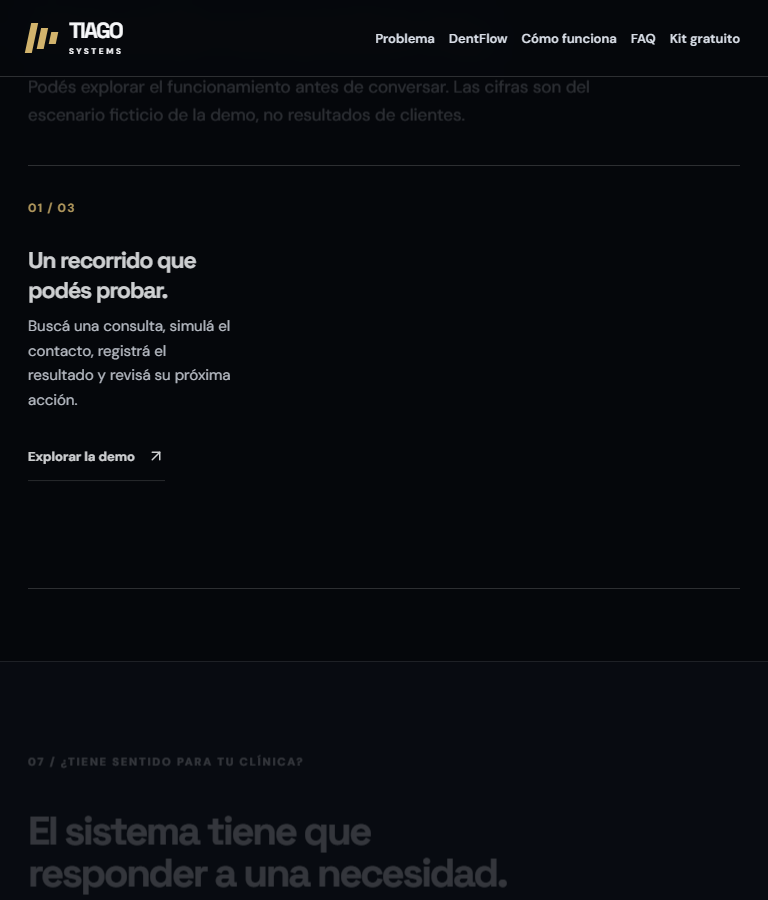 TIAGO
SYSTEMS
Problema DentFlow Cómo funciona FAQ Kit gratuito
Podés explorar el funcionamiento antes de conversar. Las cifras son del
escenario ficticio de la demo, no resultados de clientes.
01 / 03
Un recorrido que
podés probar.
Buscá una consulta, simulá el
contacto, registrá el
resultado y revisá su próxima
acción.
Explorar la demo
07 / ¿TIENE SENTIDO PARA TU CLÍNICA?
El sistema tiene que
responder a una necesidad.